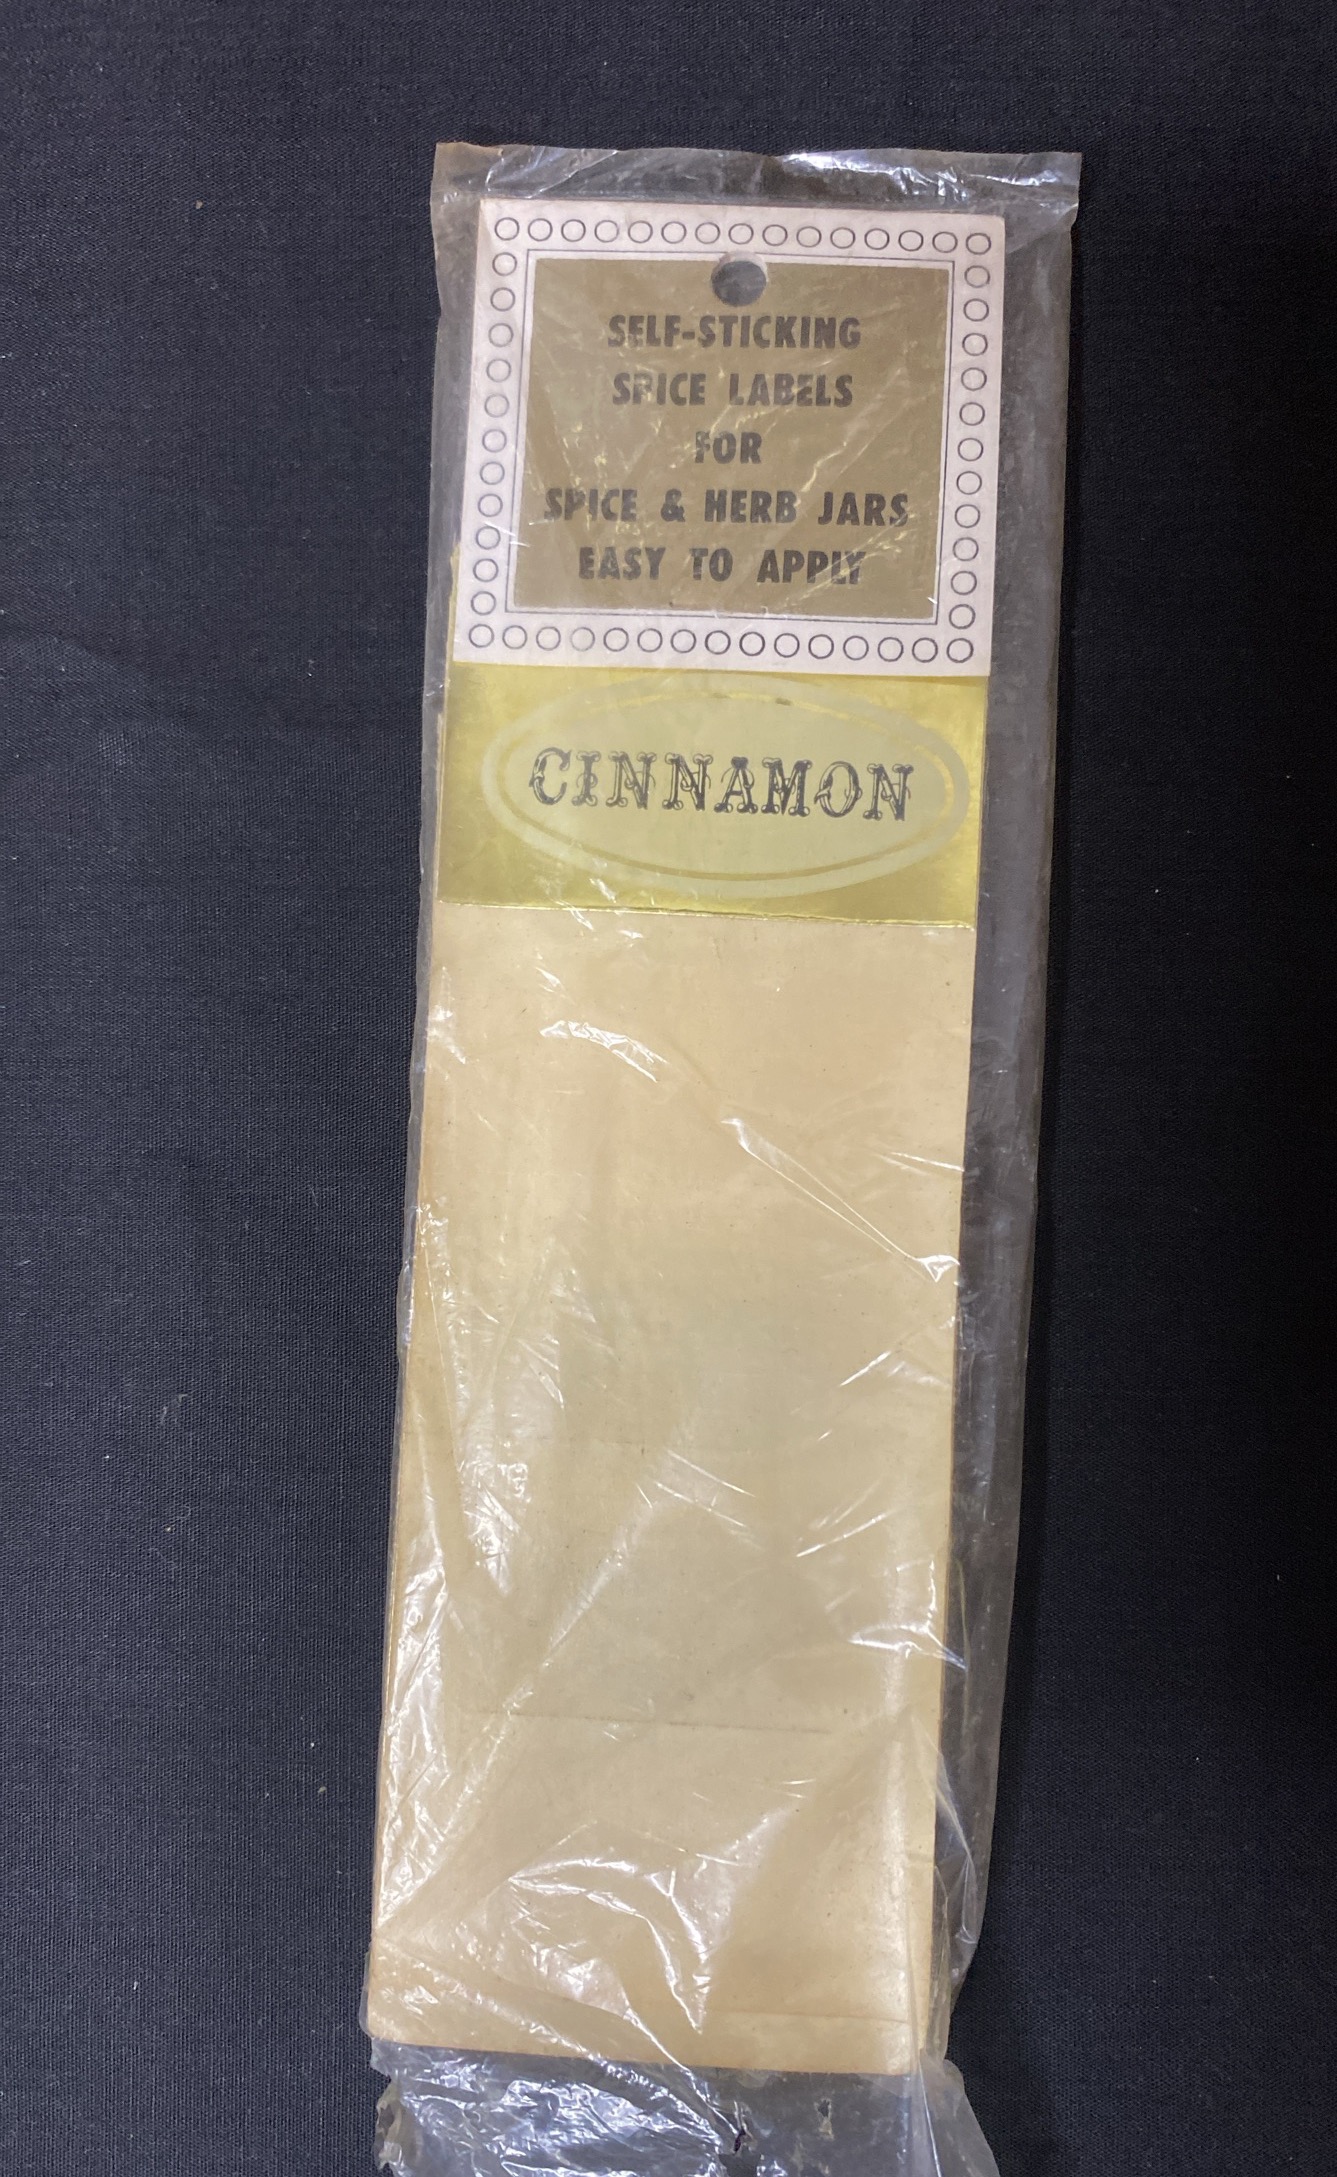 SELF-STICKING
SPICE LABELS
FOR
SPICE & HERB JARS
EASY TO APPLY
CINNAMON